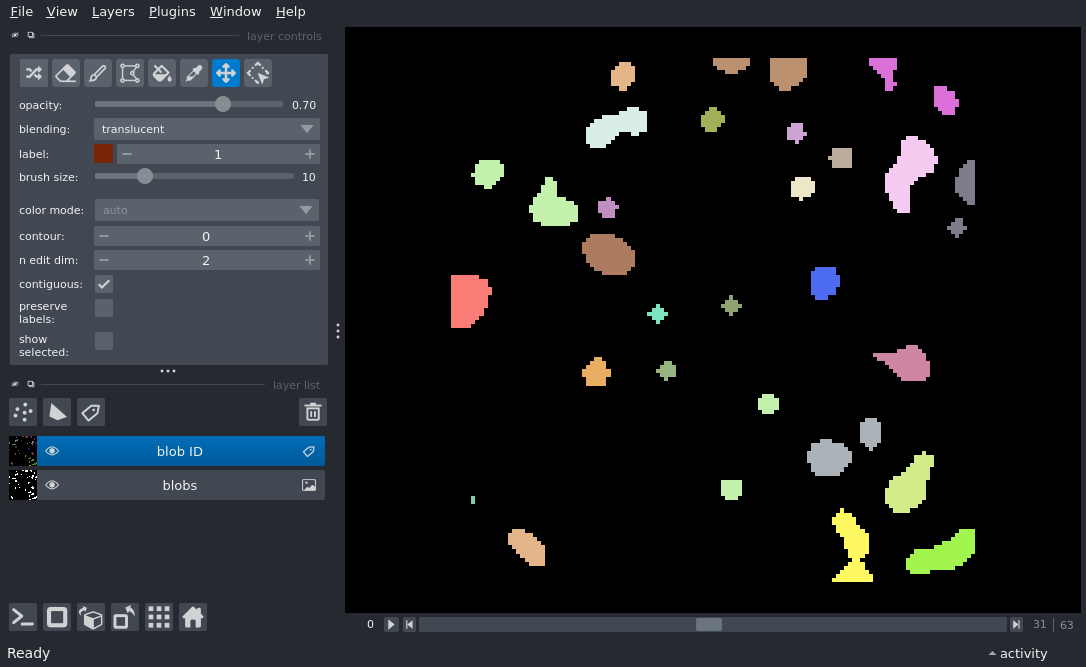 File View Layers Plugins Window Help
layer controls
opacity: 0.70
blending: translucent
label: 1
brush size: 10
color mode: auto
contour: 0
n edit dim: 2
contiguous:
preserve
labels:
show
selected:
layer list
blob ID
blobs
0 31 | 63
Ready activity